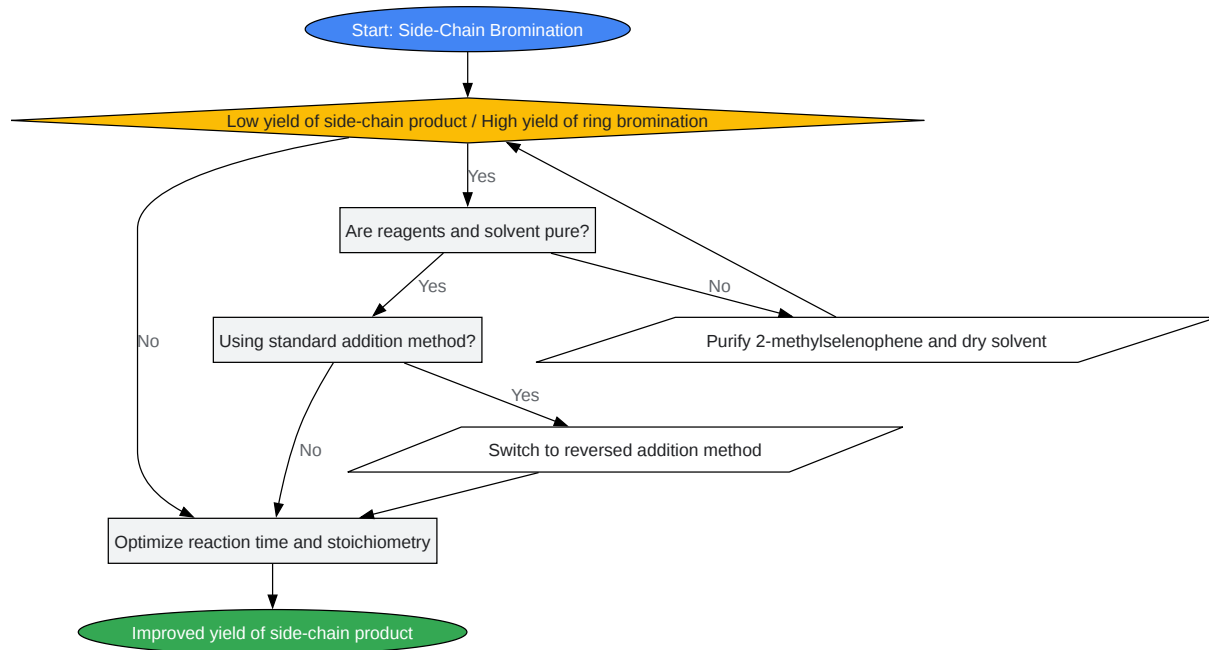 Start: Side-Chain Bromination
Low yield of side-chain product / High yield of ring bromination
Yes
Are reagents and solvent pure?
Yes
No
No
Using standard addition method?
Purify 2-methylselenophene and dry solvent
Yes
No
Switch to reversed addition method
Optimize reaction time and stoichiometry
Improved yield of side-chain product